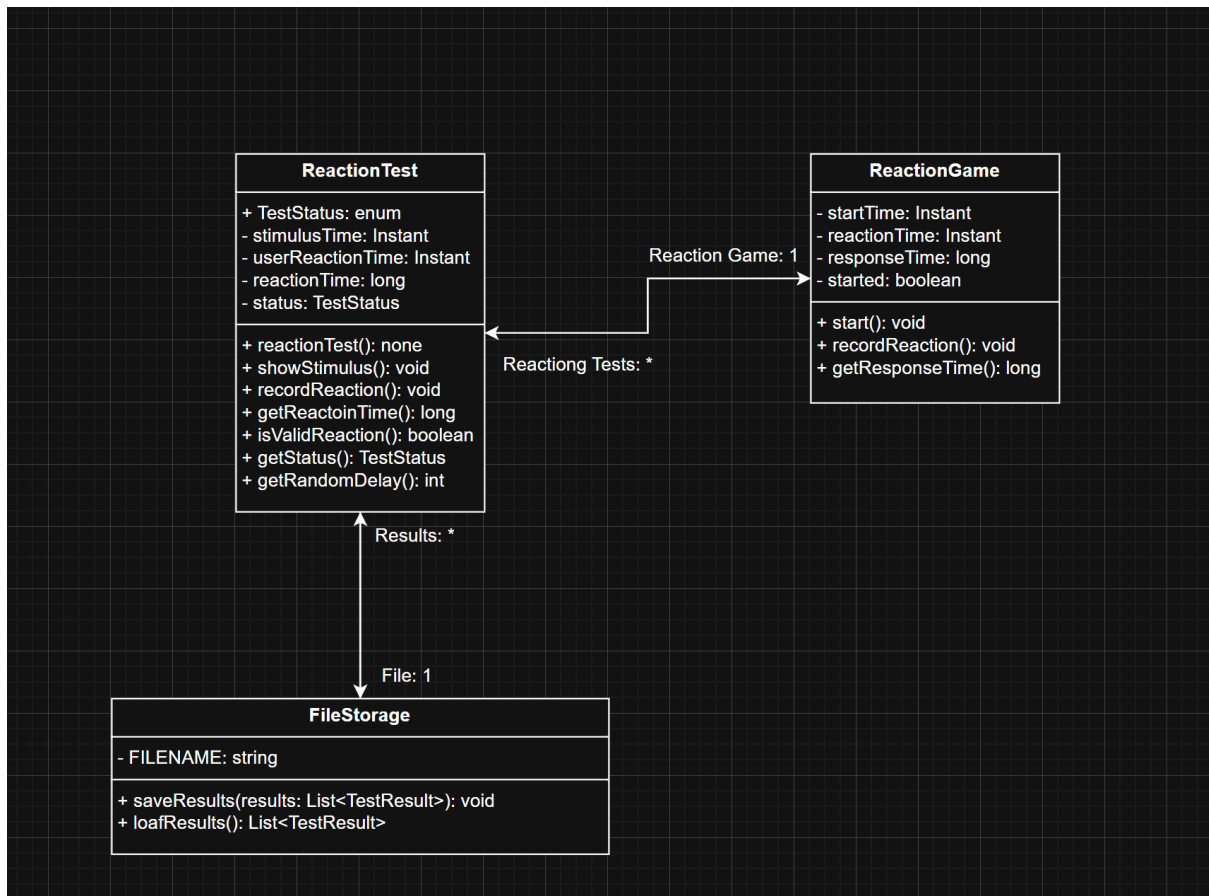 ReactionTest
+ TestStatus: enum
- stimulusTime: Instant
- userReactionTime: Instant
- reactionTime: long
- status: TestStatus
+ reactionTest(): none
+ showStimulus(): void
+ recordReaction(): void
+ getReactoinTime(): long
+ isValidReaction(): boolean
+ getStatus(): TestStatus
+ getRandomDelay(): int
Reaction Game: 1
Reactiong Tests: *
ReactionGame
- startTime: Instant
- reactionTime: Instant
- responseTime: long
- started: boolean
+ start(): void
+ recordReaction(): void
+ getResponseTime(): long
Results: *
File: 1
FileStorage
- FILENAME: string
+ saveResults(results: List<TestResult>): void
+ loafResults(): List<TestResult>